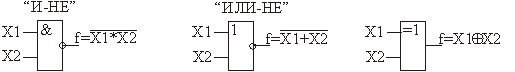 “И-НЕ” “ИЛИ-НЕ”
X1 & f=X1*X2 X1 1 f=X1+X2 X1 =1 f=X1⊕X2
X2 X2 X2